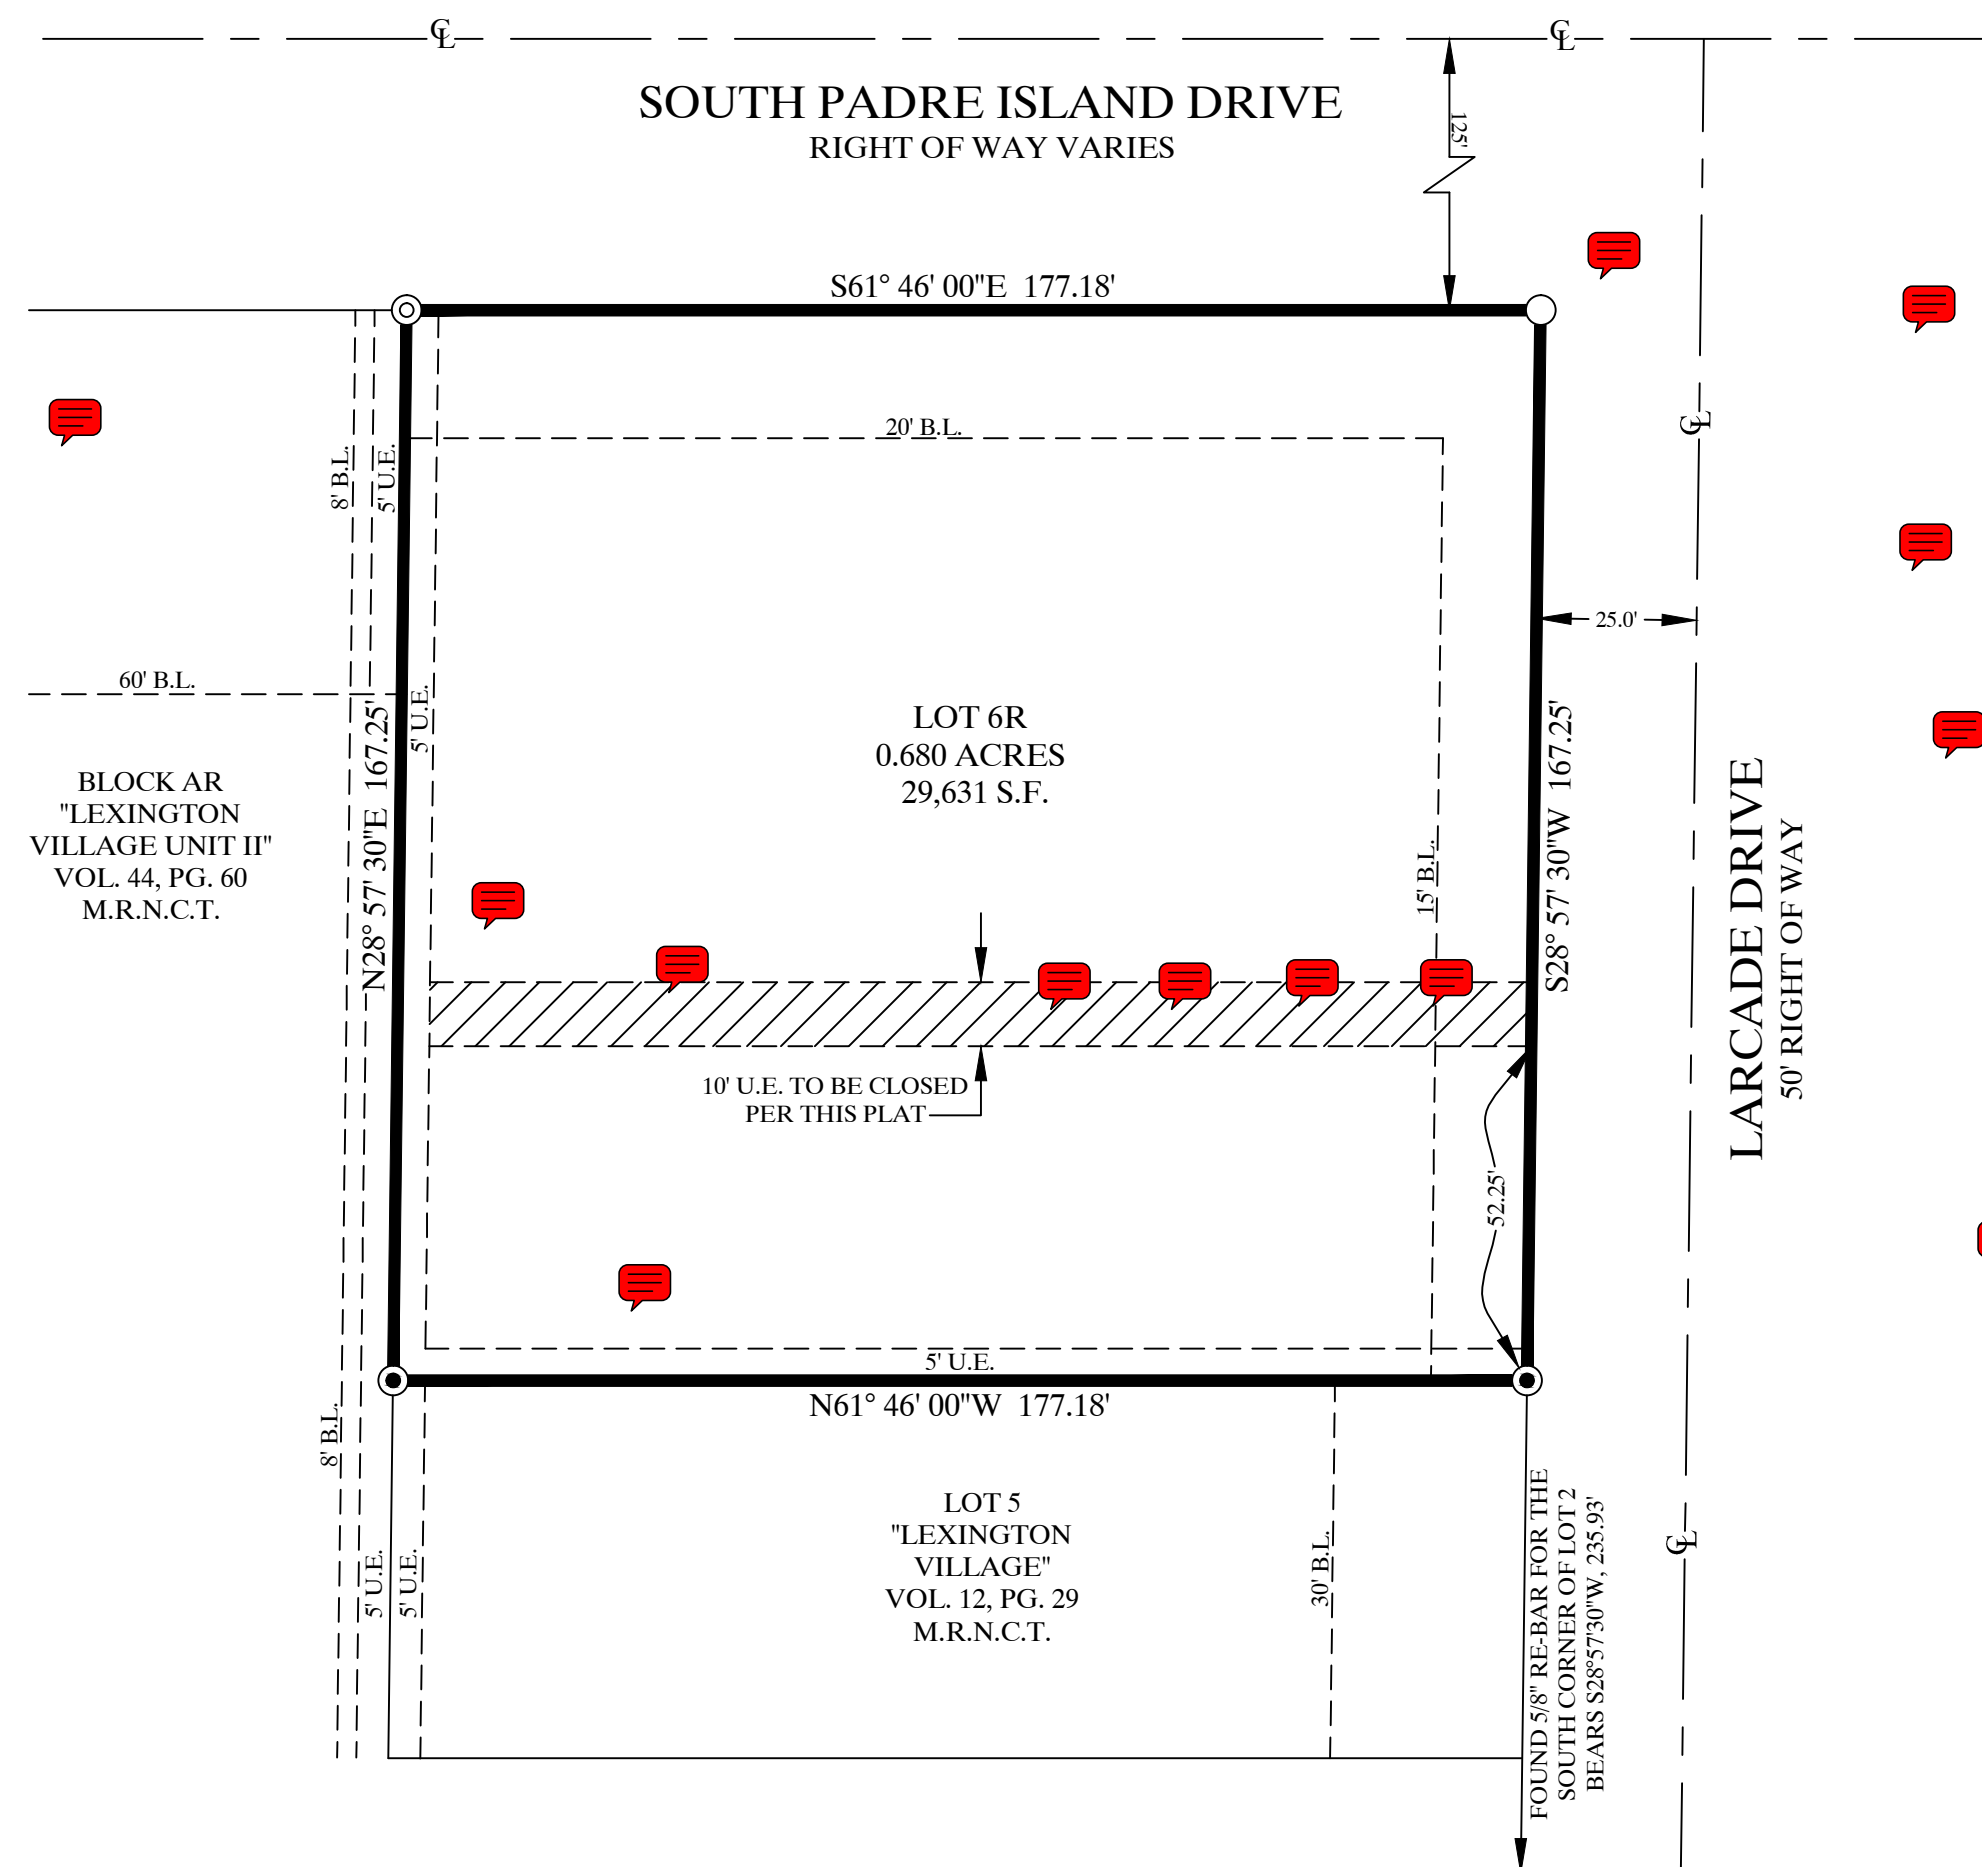 ℄
℄
SOUTH PADRE ISLAND DRIVE
RIGHT OF WAY VARIES
125'
S61° 46' 00"E 177.18'
20' B.L.
8' B.L.
5' U.E.
℄
25.0'
60' B.L.
5' U.E.
N28° 57' 30"E 167.25'
LOT 6R
0.680 ACRES
29,631 S.F.
S28° 57' 30"W 167.25'
BLOCK AR
"LEXINGTON
VILLAGE UNIT II"
VOL. 44, PG. 60
M.R.N.C.T.
15' B.L.
LARCADE DRIVE
50' RIGHT OF WAY
10' U.E. TO BE CLOSED
PER THIS PLAT
52.25'
5' U.E.
N61° 46' 00"W 177.18'
8' B.L.
5' U.E.
5' U.E.
LOT 5
"LEXINGTON
VILLAGE"
VOL. 12, PG. 29
M.R.N.C.T.
30' B.L.
FOUND 5/8" RE-BAR FOR THE
SOUTH CORNER OF LOT 2
BEARS S28°57'30"W, 235.93'
℄